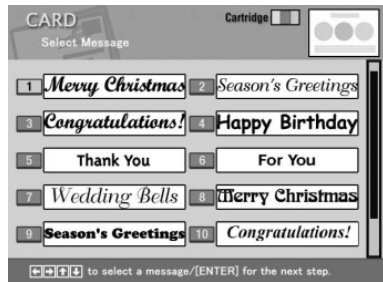 CARD
Cartridge
Select Message
1 Merry Christmas 2 Season's Greetings
3 Congratulations! 4 Happy Birthday
5 Thank You 6 For You
7 Wedding Bells 8 Merry Christmas
9 Season's Greetings 10 Congratulations!
←→↑↓ to select a message/[ENTER] for the next step.